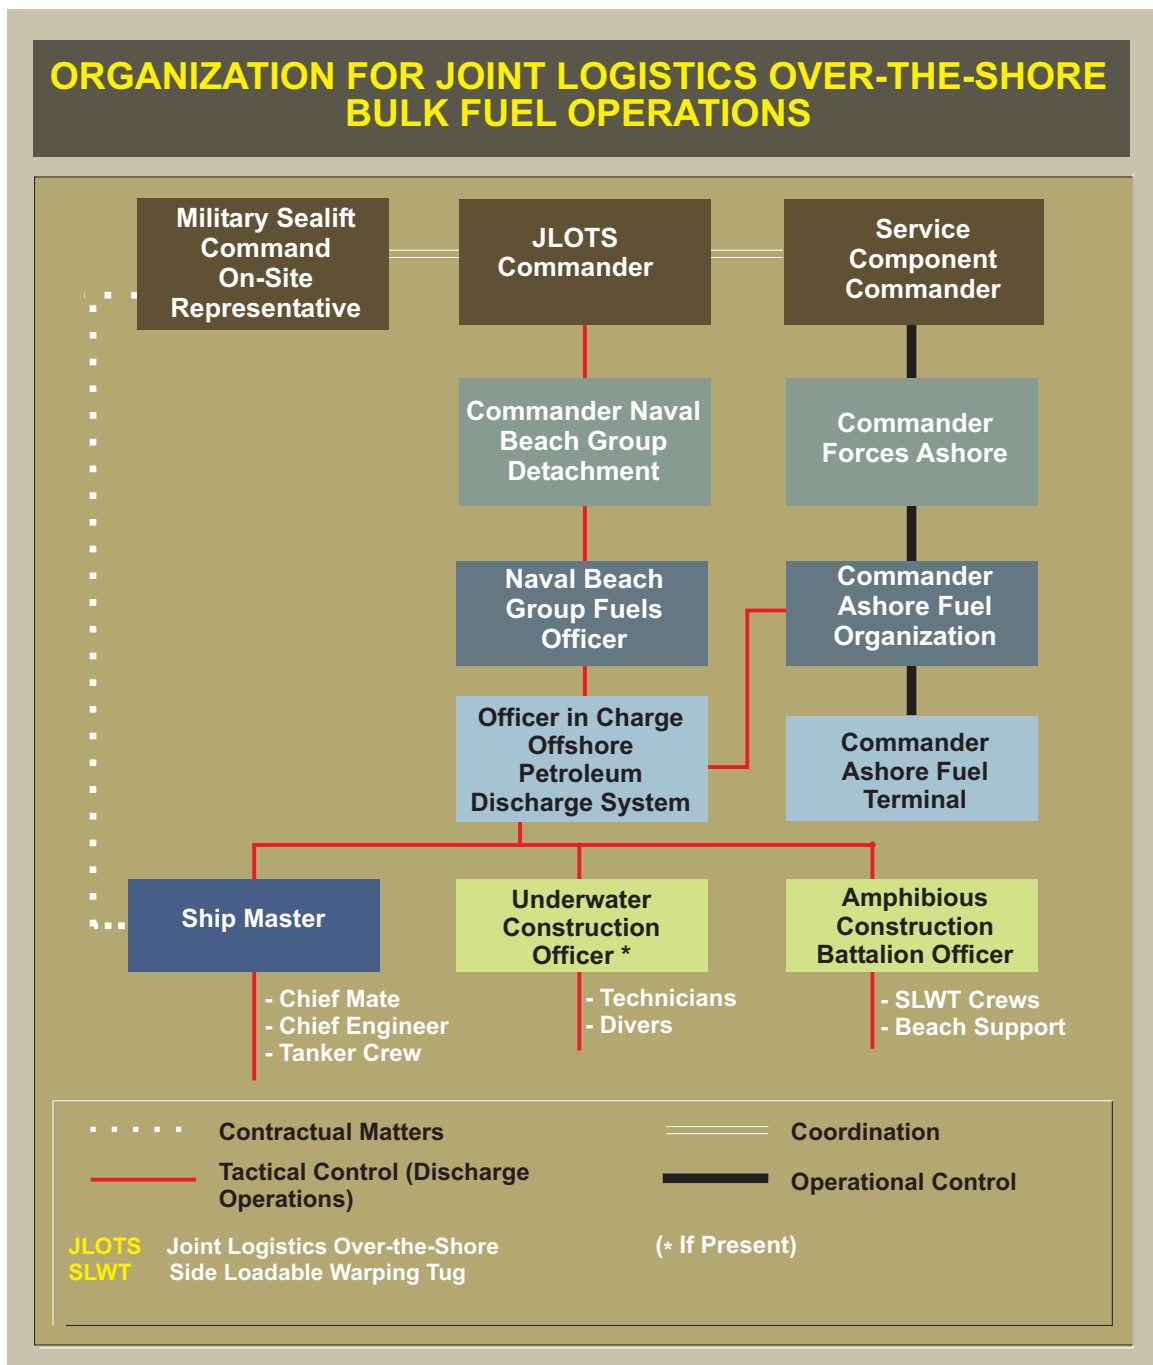 ORGANIZATION FOR JOINT LOGISTICS OVER-THE-SHORE
BULK FUEL OPERATIONS
Military Sealift
Command
On-Site
Representative
JLOTS
Commander
Service
Component
Commander
Commander Naval
Beach Group
Detachment
Commander
Forces Ashore
Naval Beach
Group Fuels
Officer
Commander
Ashore Fuel
Organization
Officer in Charge
Offshore
Petroleum
Discharge System
Commander
Ashore Fuel
Terminal
Ship Master
Underwater
Construction
Officer *
Amphibious
Construction
Battalion Officer
- Chief Mate
- Chief Engineer
- Tanker Crew
- Technicians
- Divers
- SLWT Crews
- Beach Support
Contractual Matters
Coordination
Tactical Control (Discharge
Operations)
Operational Control
JLOTS Joint Logistics Over-the-Shore
SLWT Side Loadable Warping Tug
(* If Present)